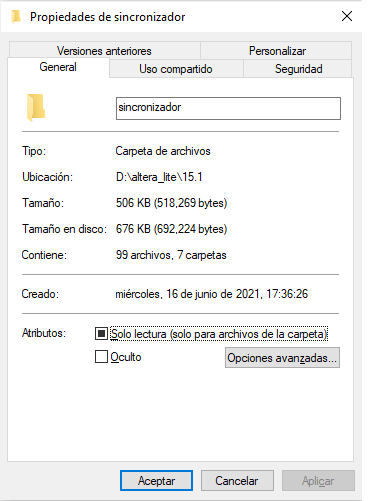 Propiedades de sincronizador
Versiones anteriores Personalizar
General Uso compartido Seguridad
sincronizador
Tipo: Carpeta de archivos
Ubicación: D:\altera_lite\15.1
Tamaño: 506 KB (518,269 bytes)
Tamaño en disco: 676 KB (692,224 bytes)
Contiene: 99 archivos, 7 carpetas
Creado: miércoles, 16 de junio de 2021, 17:36:26
Atributos: Solo lectura (solo para archivos de la carpeta)
Oculto Opciones avanzadas...
Aceptar Cancelar Aplicar